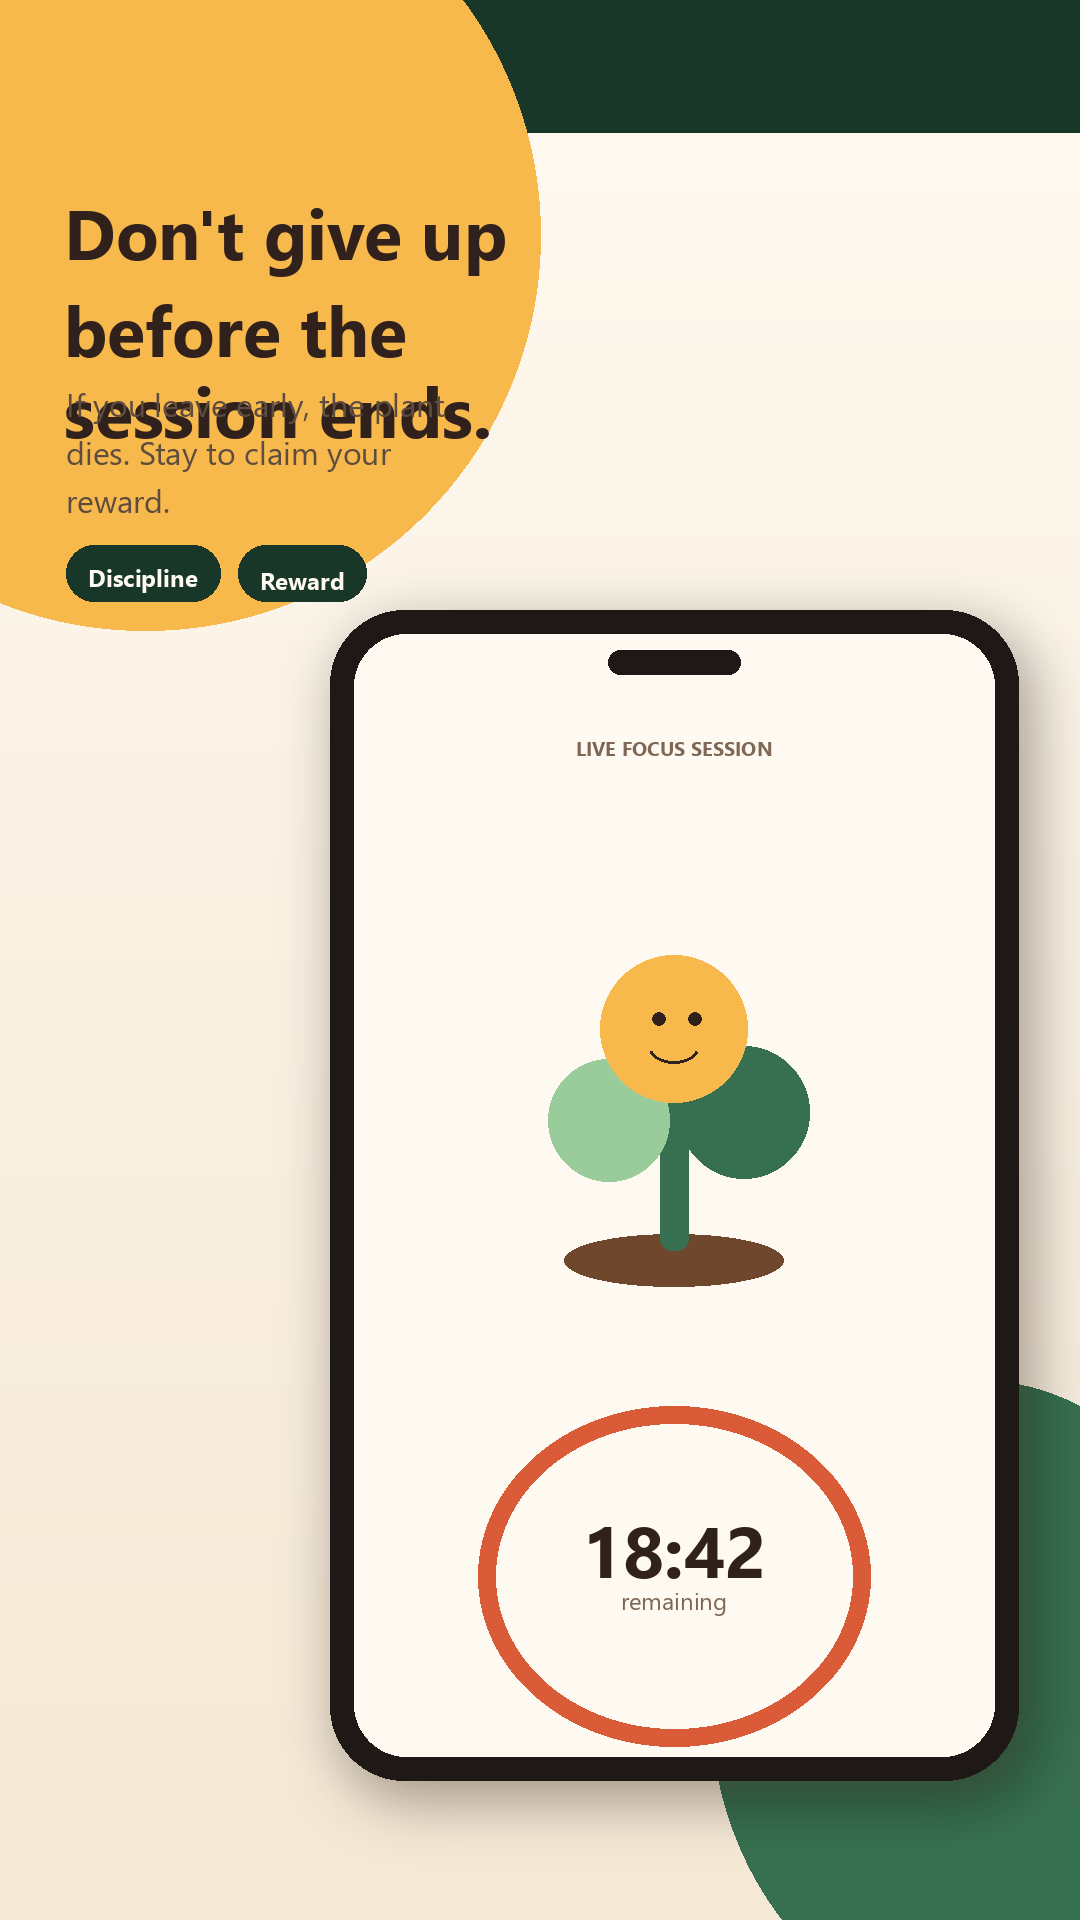 Don't give up
before the
session ends.
If you leave early, the plant
dies. Stay to claim your
reward.
Discipline
Reward
LIVE FOCUS SESSION
18:42
remaining